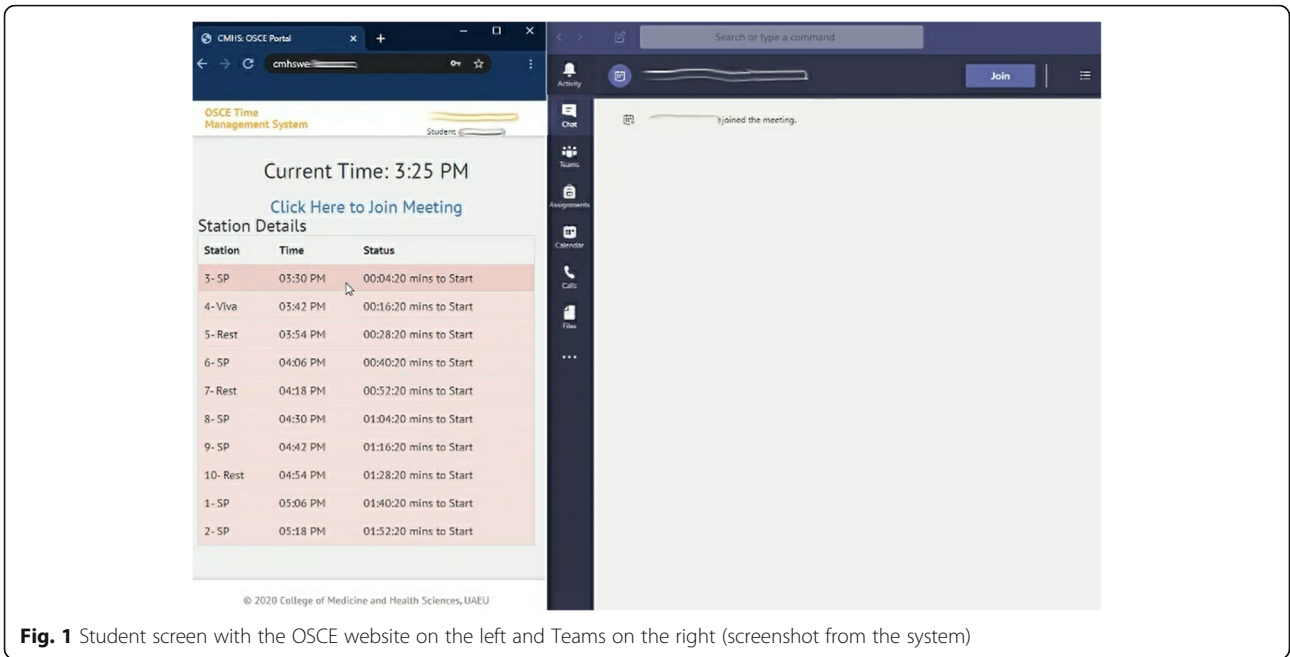 CMHS: OSCE Portal
cmhswe
OSCE Time
Management System
Student
Current Time: 3:25 PM
Click Here to Join Meeting
Station Details
Station Time Status
3- SP 03:30 PM 00:04:20 mins to Start
4- Viva 03:42 PM 00:16:20 mins to Start
5- Rest 03:54 PM 00:28:20 mins to Start
6- SP 04:06 PM 00:40:20 mins to Start
7- Rest 04:18 PM 00:52:20 mins to Start
8- SP 04:30 PM 01:04:20 mins to Start
9- SP 04:42 PM 01:16:20 mins to Start
10- Rest 04:54 PM 01:28:20 mins to Start
1- SP 05:06 PM 01:40:20 mins to Start
2- SP 05:18 PM 01:52:20 mins to Start
© 2020 College of Medicine and Health Sciences, UAEU
Search or type a command
Activity
Chat
Teams
Assignments
Calendar
Calls
Files
Join
joined the meeting.
Fig. 1 Student screen with the OSCE website on the left and Teams on the right (screenshot from the system)